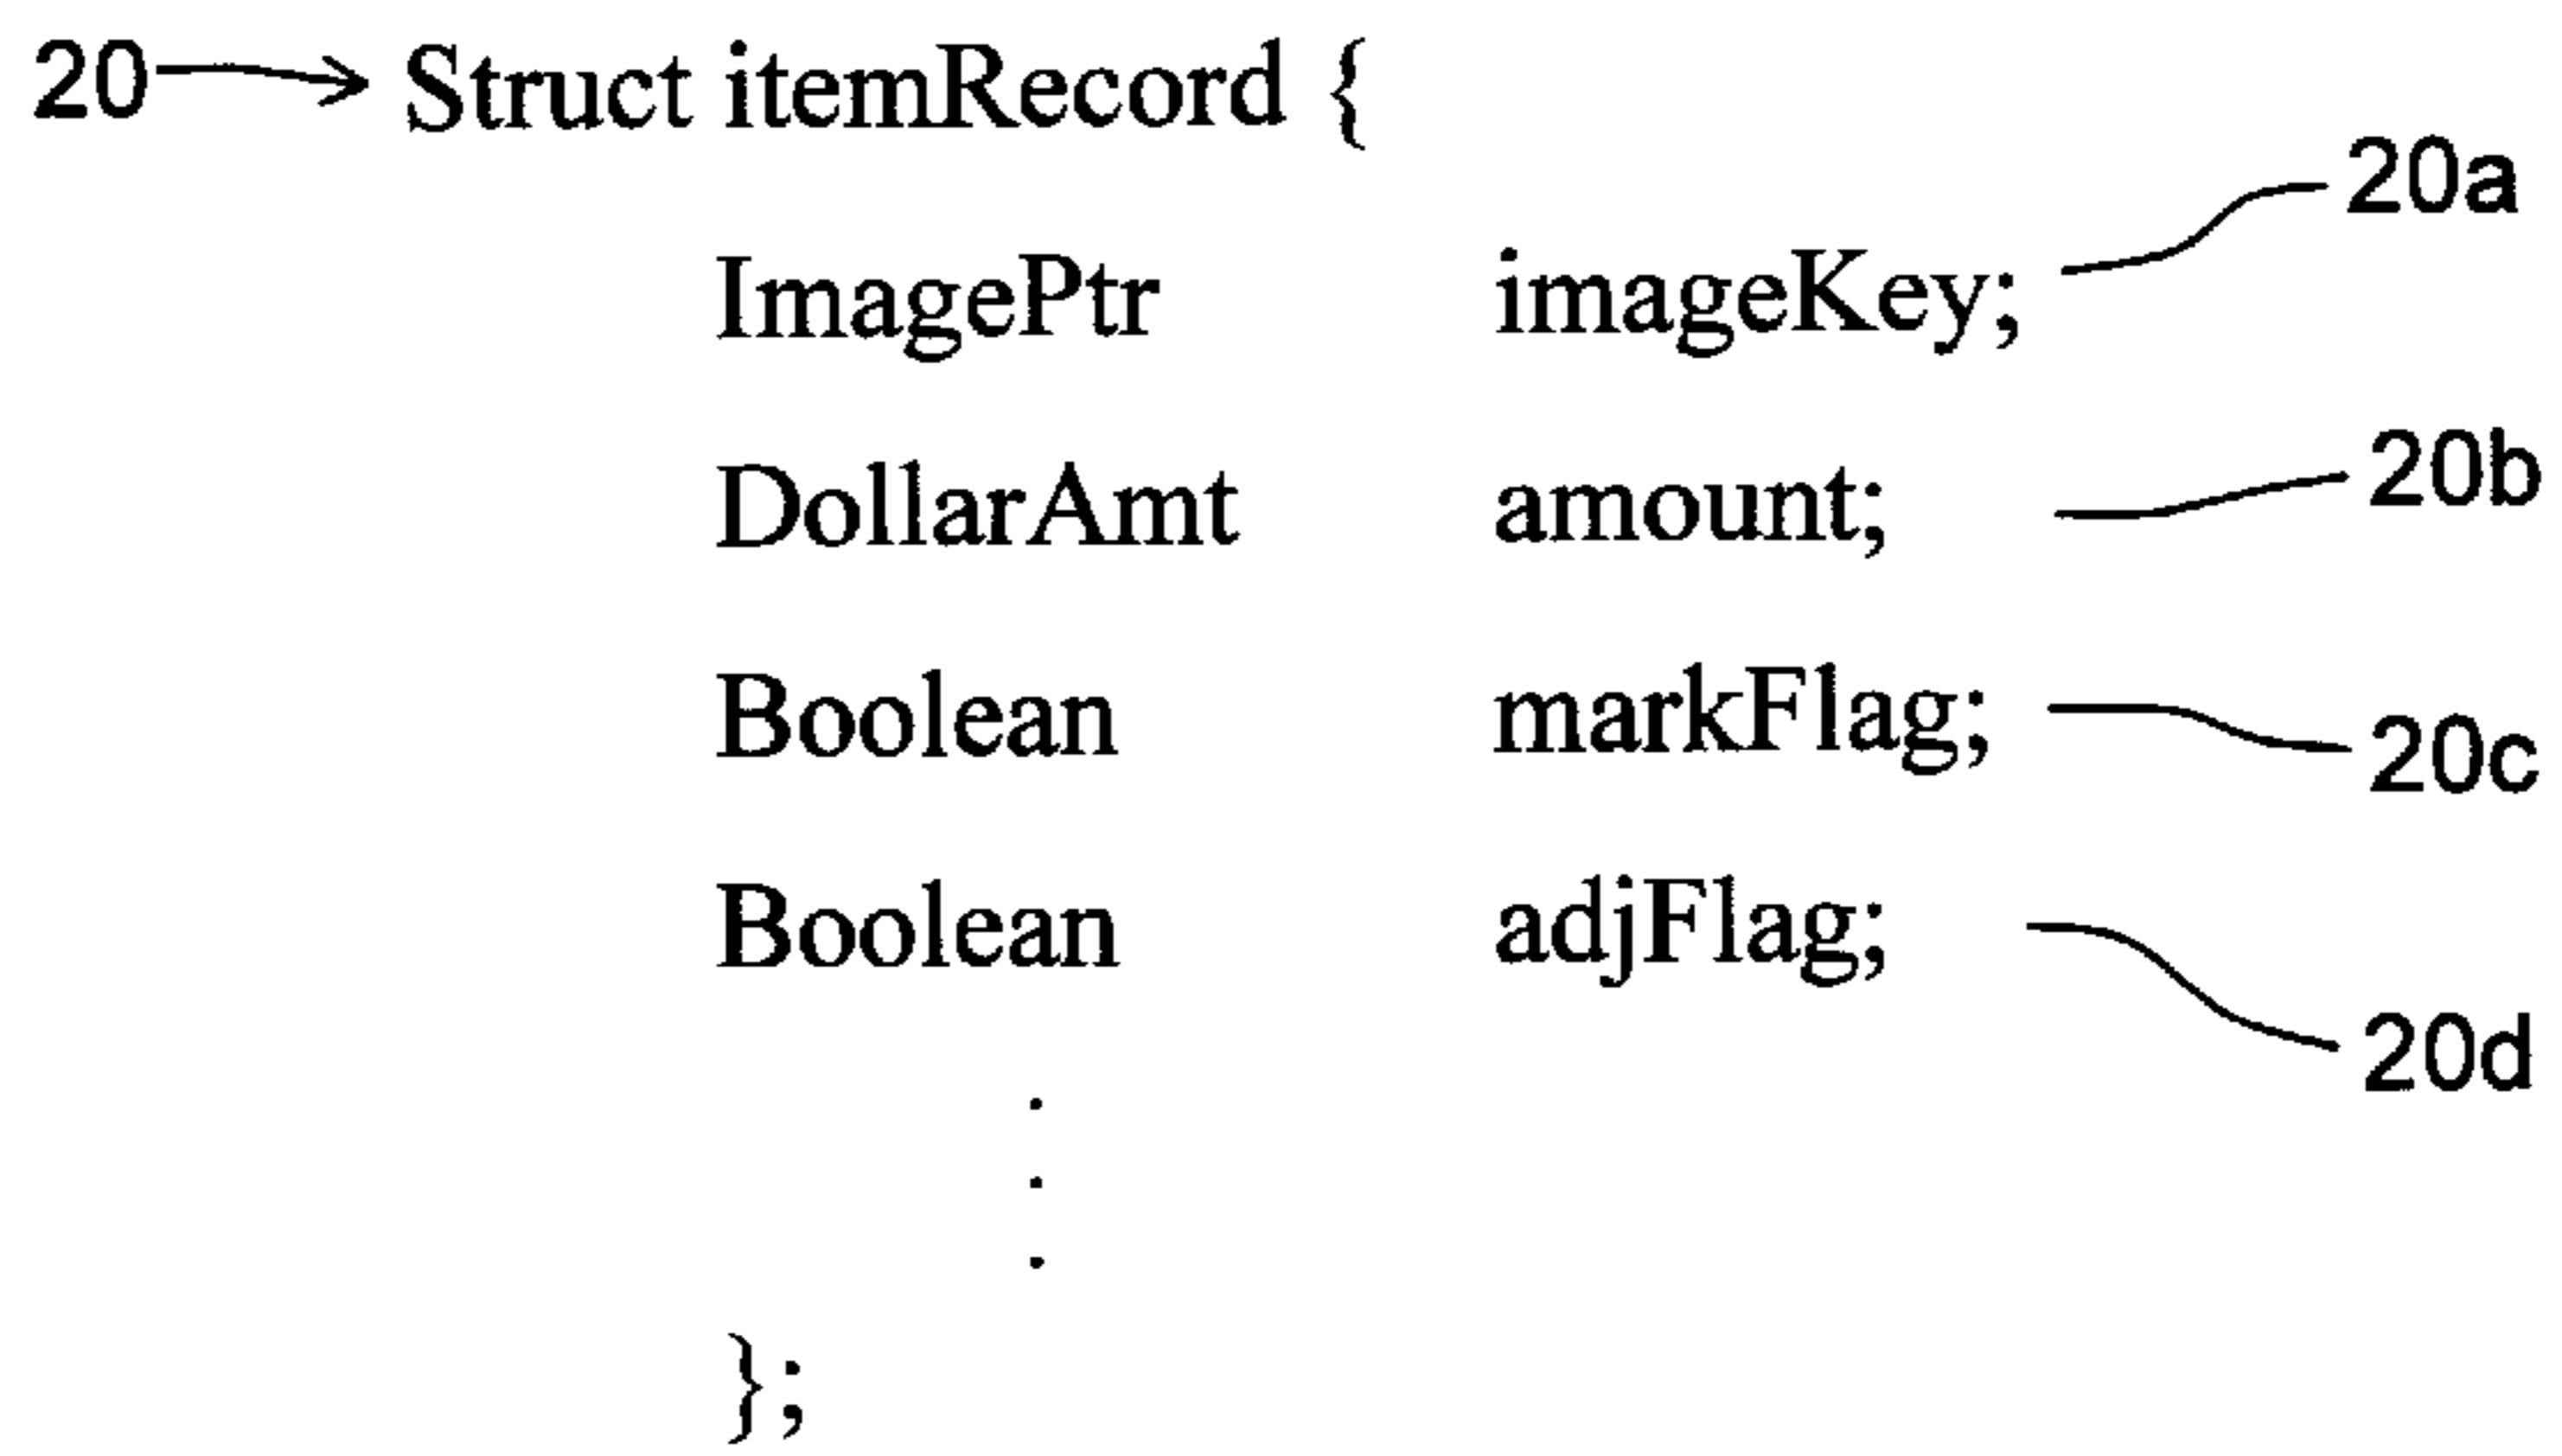 20 Struct itemRecord {
20a
ImagePtr imageKey;
DollarAmt amount; 20b
Boolean markFlag; 20c
Boolean adjFlag; 20d
.
.
.
};